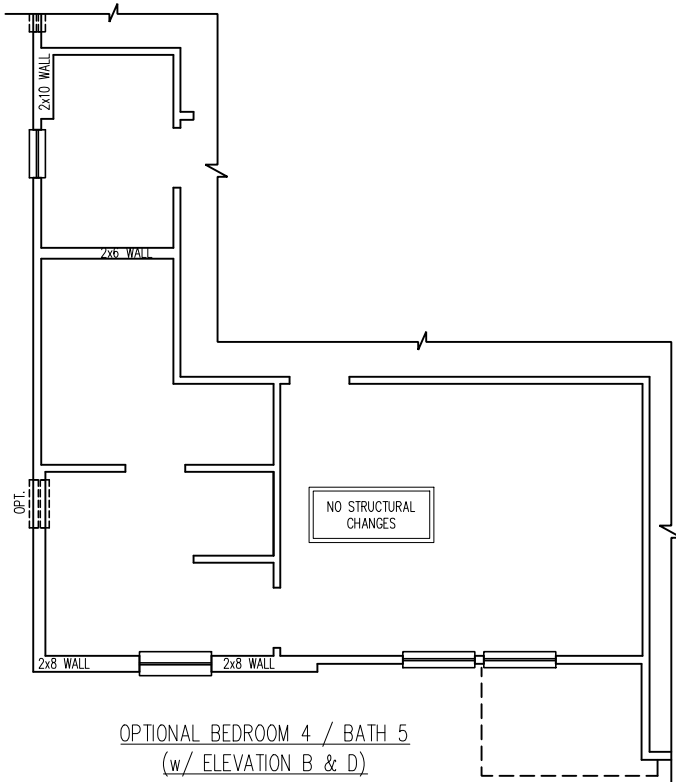 2x10 WALL
2x6 WALL
OPT.
NO STRUCTURAL
CHANGES
2x8 WALL
2x8 WALL
OPTIONAL BEDROOM 4 / BATH 5
(w/ ELEVATION B & D)